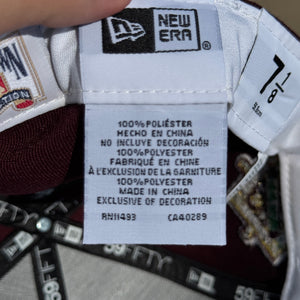 NEW
ERA
7 1/8
100% POLIÉSTER
HECHO EN CHINA
NO INCLUYE DECORACIÓN
100% POLYESTER
FABRIQUÉ EN CHINE
À L'EXCLUSION DE LA GARNITURE
100% POLYESTER
MADE IN CHINA
EXCLUSIVE OF DECORATION
RN11493 CA40289
59FIFTY